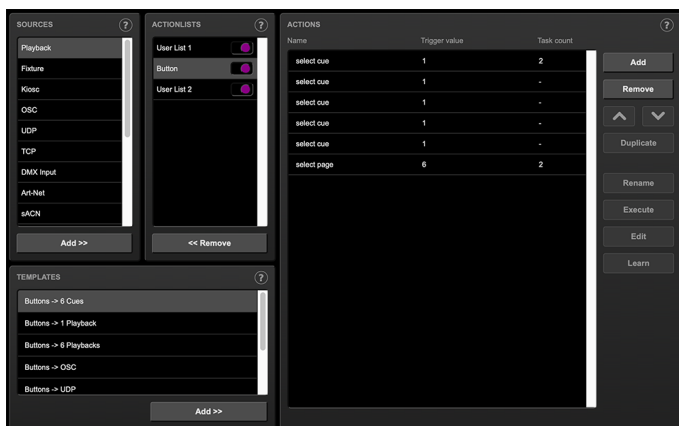 SOURCES ?
Playback
Fixture
Kiosc
OSC
UDP
TCP
DMX Input
Art-Net
sACN
Add >>
ACTIONLISTS ?
User List 1
Button
User List 2
<< Remove
TEMPLATES ?
Buttons -> 6 Cues
Buttons -> 1 Playback
Buttons -> 6 Playbacks
Buttons -> OSC
Buttons -> UDP
Add >>
ACTIONS ?
Name Trigger value Task count
select cue 1 2
select cue 1 -
select cue 1 -
select cue 1 -
select cue 1 -
select page 6 2
Add
Remove
Duplicate
Rename
Execute
Edit
Learn